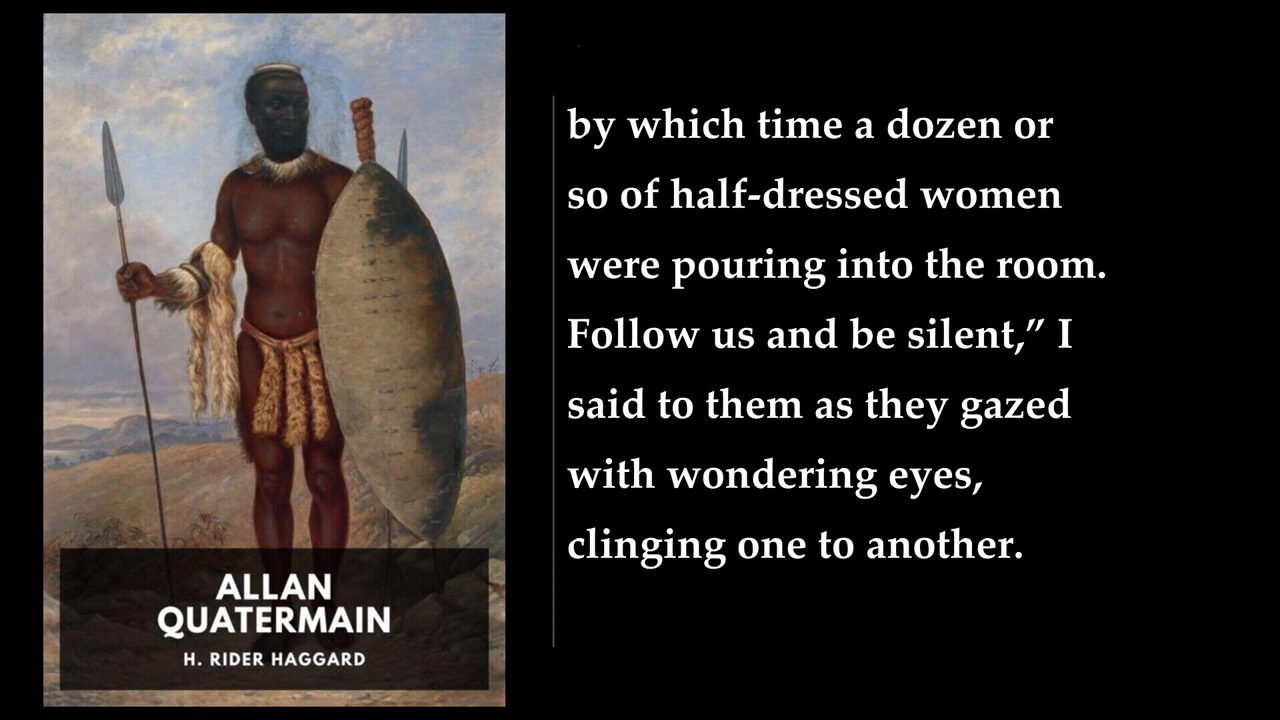 ALLAN
QUATERMAIN
H. RIDER HAGGARD
by which time a dozen or
so of half-dressed women
were pouring into the room.
Follow us and be silent,” I
said to them as they gazed
with wondering eyes,
clinging one to another.